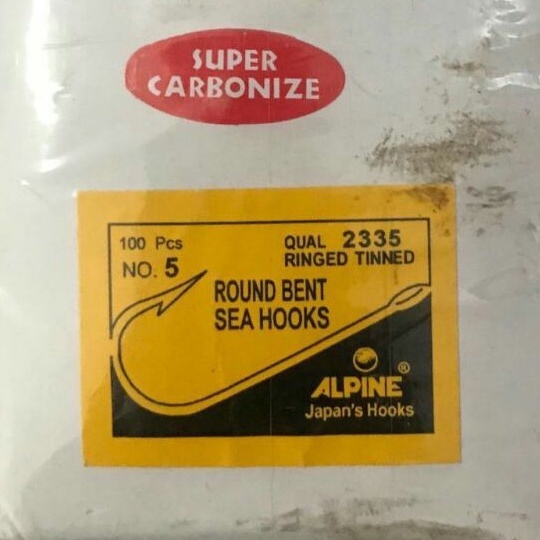 SUPER
CARBONIZE
100 Pcs QUAL 2335
NO. 5 RINGED TINNED
ROUND BENT
SEA HOOKS
ALPINE ®
Japan's Hooks